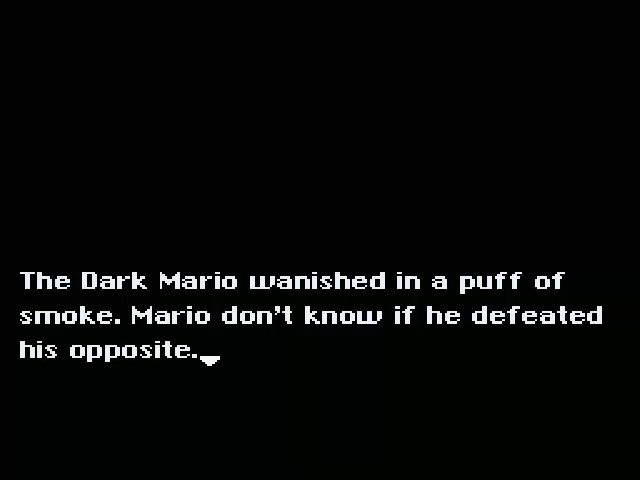 The Dark Mario wanished in a puff of
smoke. Mario don't know if he defeated
his opposite.